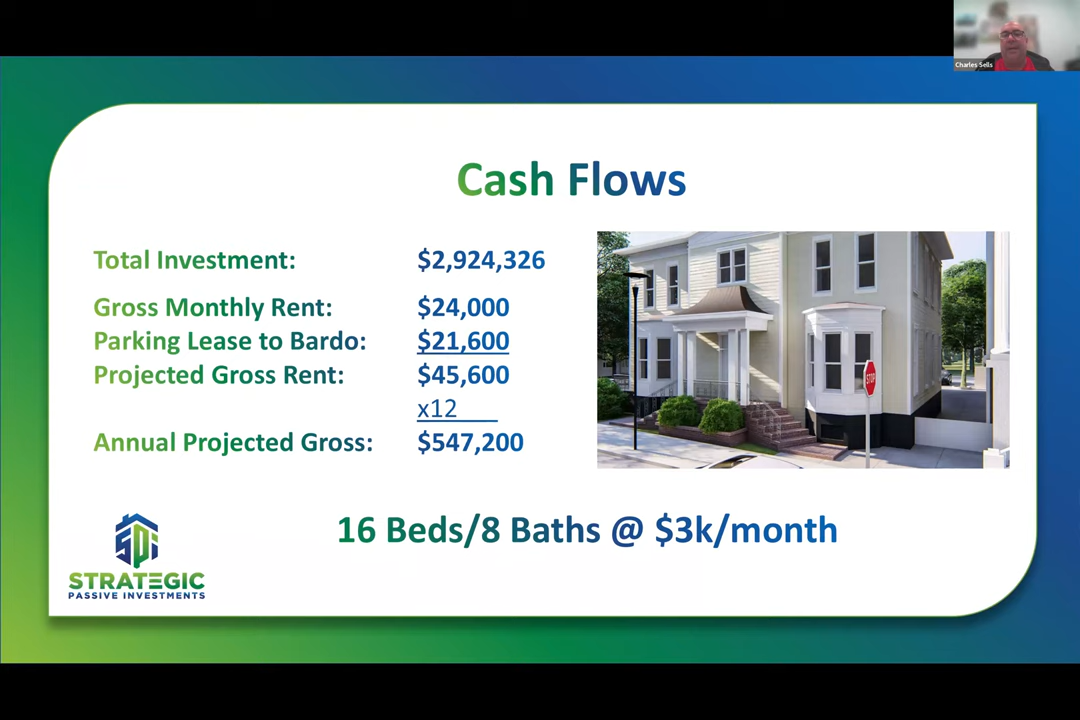 Charles Sells
Cash Flows
Total Investment: $2,924,326
Gross Monthly Rent: $24,000
Parking Lease to Bardo: $21,600
Projected Gross Rent: $45,600
x12
Annual Projected Gross: $547,200
STOP
16 Beds/8 Baths @ $3k/month
SPI
STRATEGIC
PASSIVE INVESTMENTS